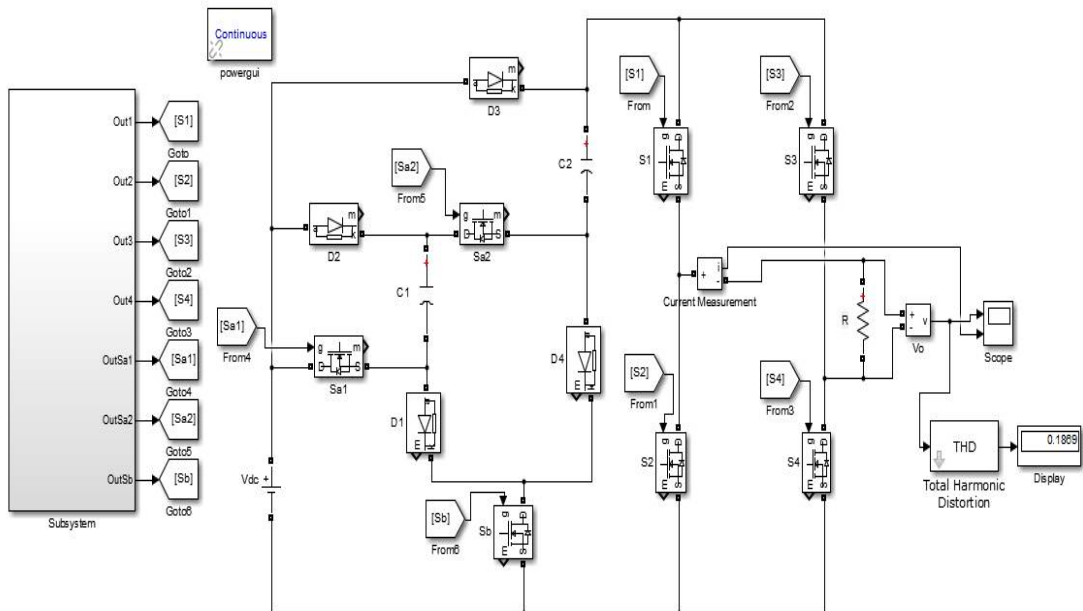 Continuous
powergui
Out1
[S1]
Goto
Out2
[S2]
Goto1
Out3
[S3]
Goto2
Out4
[S4]
Goto3
OutSa1
[Sa1]
Goto4
OutSa2
[Sa2]
Goto5
OutSb
[Sb]
Goto6
Subsystem
[Sa1]
From4
g
m
D
S
Sa1
a
m
k
D2
a
m
k
D3
[Sa2]
From5
g
m
D
S
Sa2
+
C1
+
C2
D1
E
D4
E
Vdc +
[Sb]
From6
g
D
E
S
Sb
[S1]
From
g
D
E
S
S1
[S3]
From2
g
D
E
S
S3
+
i
-
Current Measurement
[S2]
From1
g
D
E
S
S2
[S4]
From3
g
D
E
S
S4
+
R
+
-
v
Vo
Scope
THD
Total Harmonic
Distortion
0.1869
Display